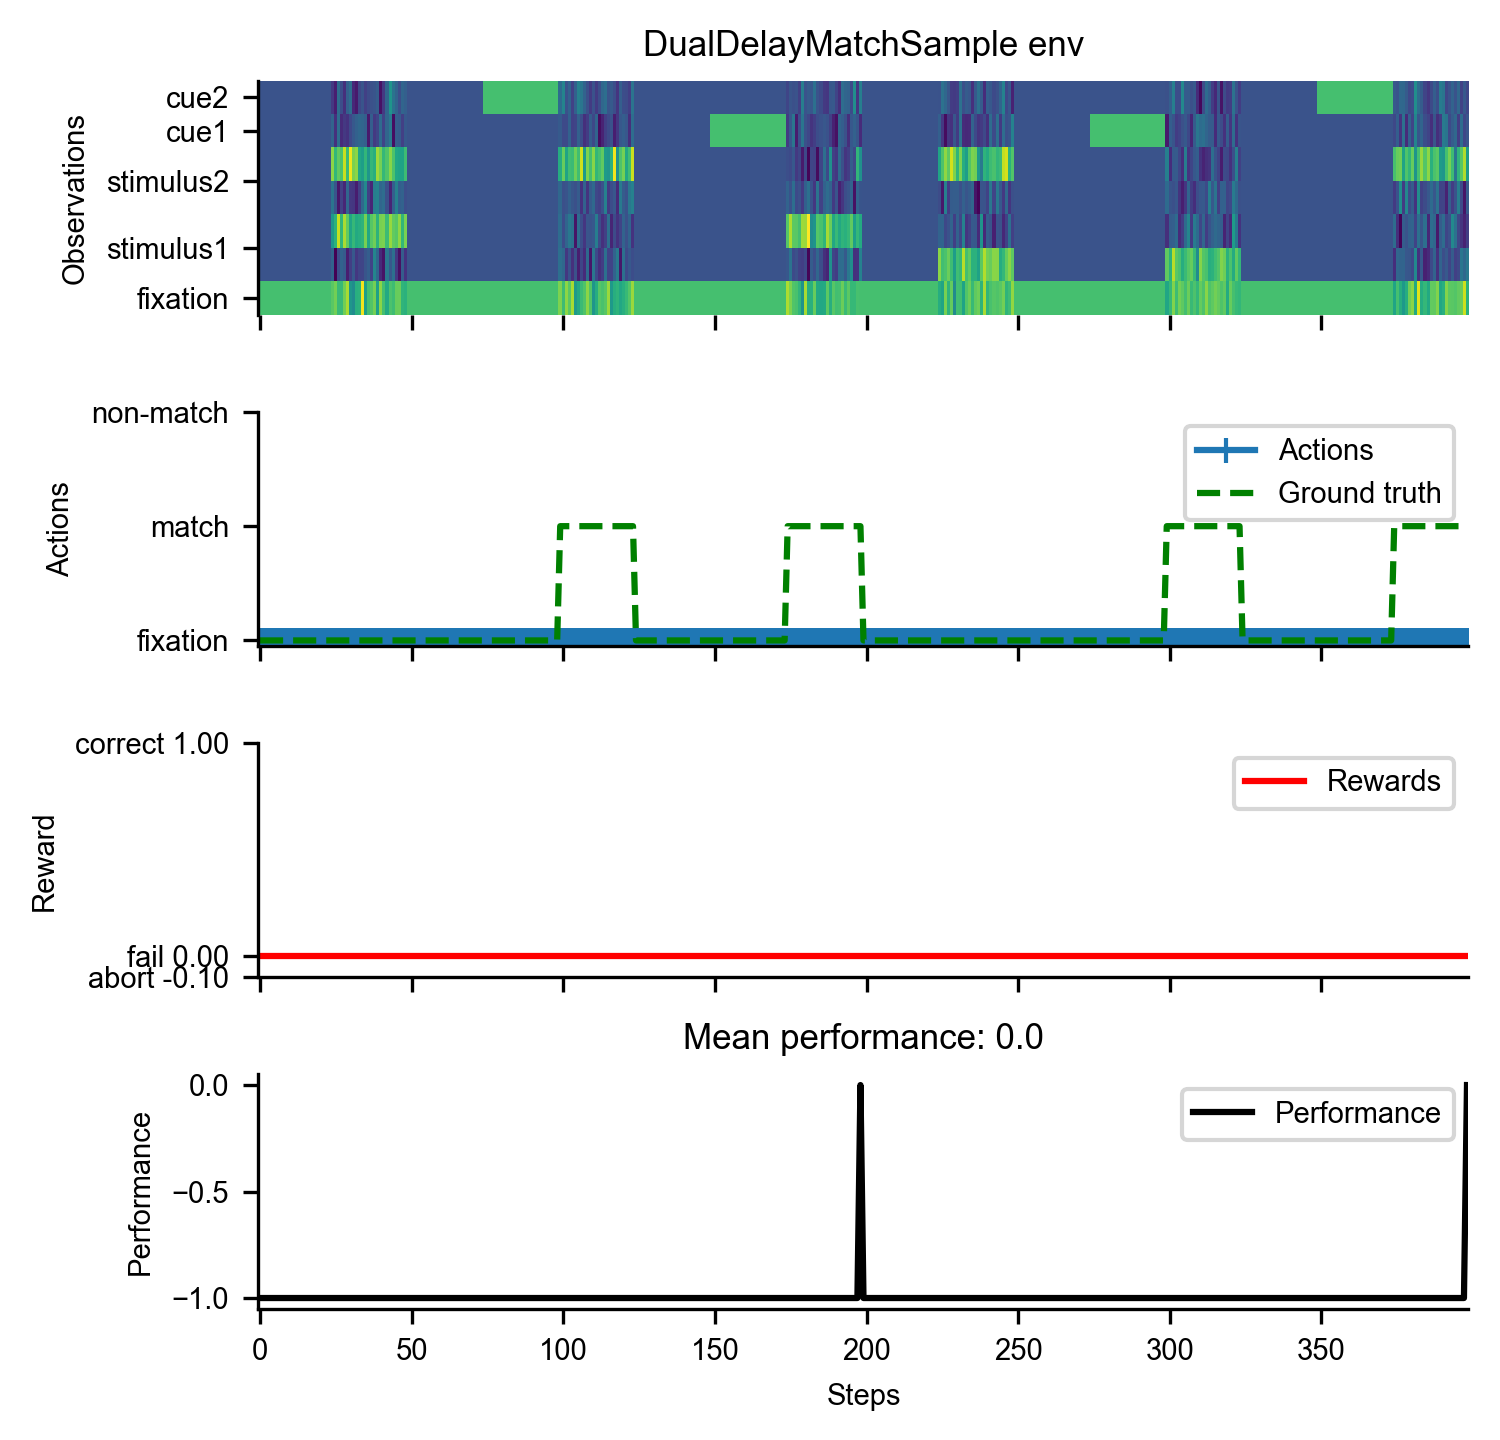 DualDelayMatchSample env
Observations
cue2
cue1
stimulus2
stimulus1
fixation
Actions
non-match
match
fixation
Actions
Ground truth
Reward
correct 1.00
fail 0.00
abort -0.10
Rewards
Mean performance: 0.0
Performance
0.0
−0.5
−1.0
Performance
0 50 100 150 200 250 300 350
Steps